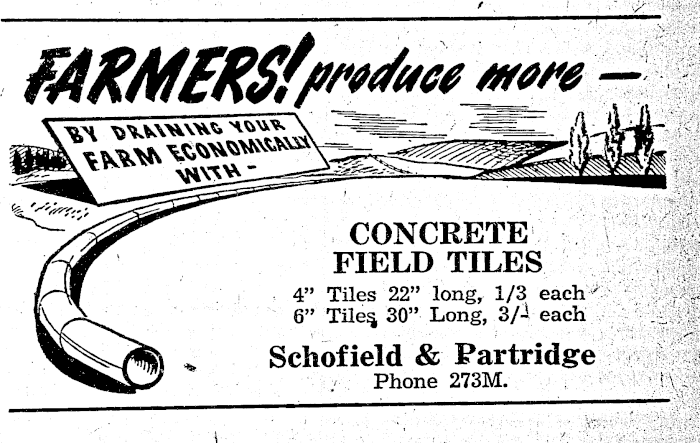 FARMERS! produce more —
BY DRAINING YOUR
FARM ECONOMICALLY
WITH -
CONCRETE
FIELD TILES
4” Tiles 22” long, 1/3 each
6” Tiles 30” Long, 3/- each
Schofield & Partridge
Phone 273M.